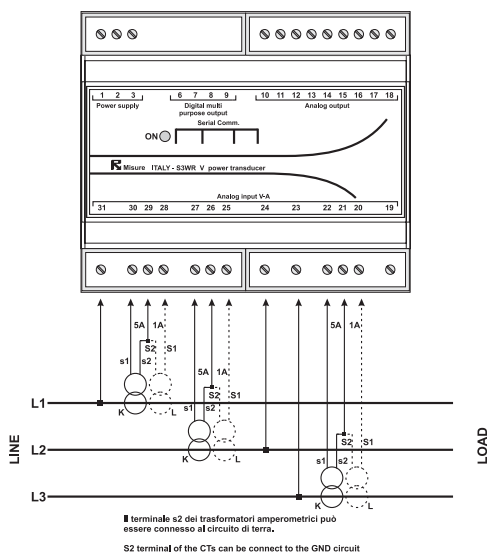 1 2 3 6 7 8 9 10 11 12 13 14 15 16 17 18
Power supply Digital multi purpose output Analog output
Serial Comm.
ON
R Misure ITALY - S3WR V power transducer
Analog input V-A
31 30 29 28 27 26 25 24 23 22 21 20 19
5A 1A
s1 s2 S2 S1
5A 1A
s1 s2 S2 S1
5A 1A
s1 s2 S2 S1
L1
K L
L2
K L
L3
K L
LINE
LOAD
Il terminale s2 dei trasformatori amperometrici può
essere connesso al circuito di terra.
S2 terminal of the CTs can be connect to the GND circuit